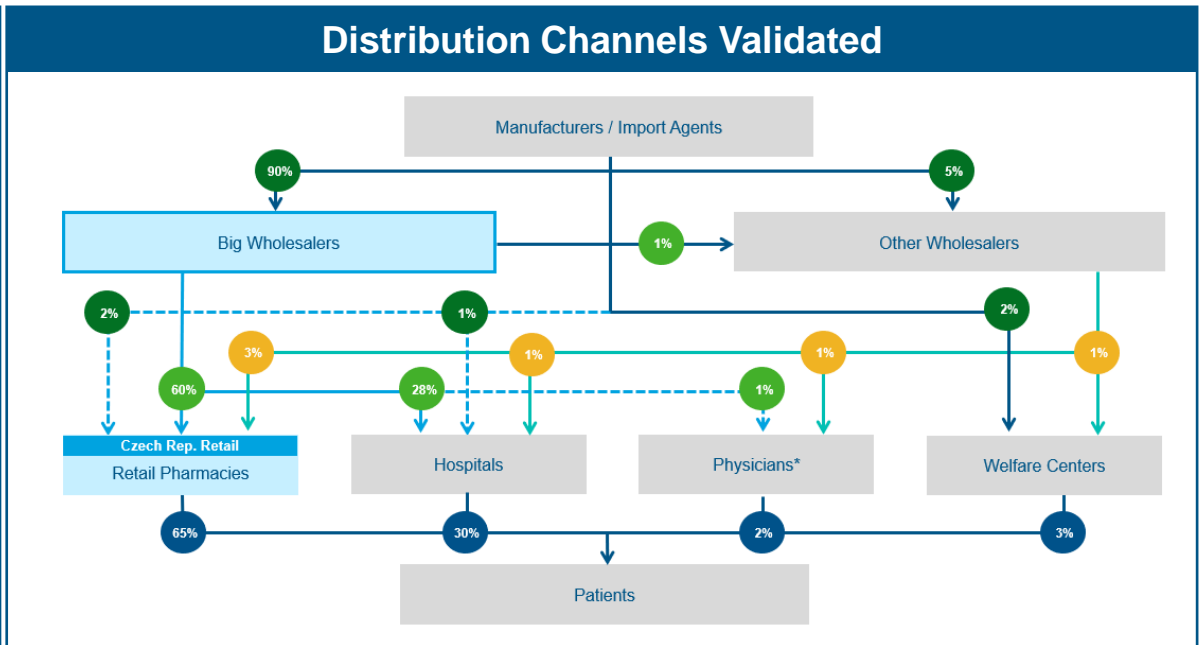 Distribution Channels Validated
Manufacturers / Import Agents
90%
5%
Big Wholesalers
1%
Other Wholesalers
2%
1%
2%
3%
1%
1%
1%
60%
28%
1%
Czech Rep. Retail
Retail Pharmacies
Hospitals
Physicians*
Welfare Centers
65%
30%
2%
3%
Patients